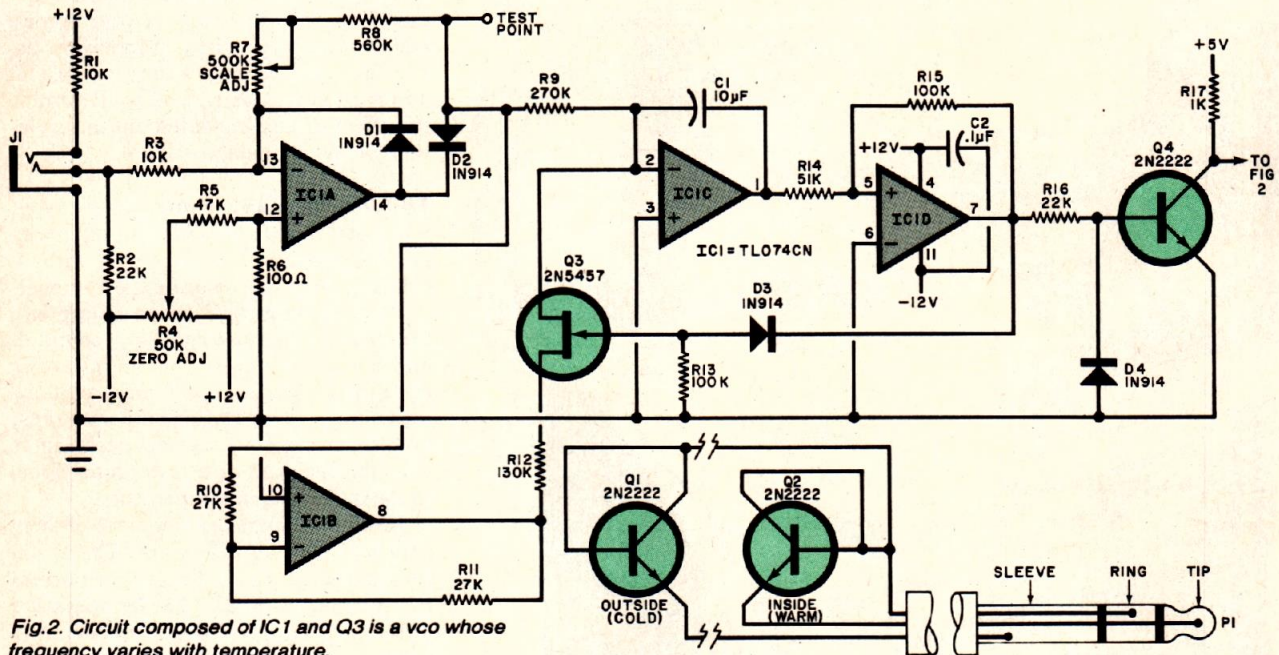 +12V
R1
10K
J1
R7
500K
SCALE
ADJ
R8
560K
TEST
POINT
R3
10K
R5
47K
D1
1N914
D2
1N914
13
12
14
IC1A
R2
22K
R4
50K
ZERO ADJ
R6
100Ω
-12V
+12V
R9
270K
C1
10µF
2
3
1
IC1C
IC1=TL074CN
R14
51K
R15
100K
C2
.1µF
+12V
4
5
6
7
11
IC1D
-12V
R16
22K
+5V
R17
1K
Q4
2N2222
TO
FIG
2
D4
1N914
Q3
2N5457
D3
1N914
R13
100K
R10
27K
10
9
8
IC1B
R11
27K
R12
130K
Q1
2N2222
OUTSIDE
(COLD)
Q2
2N2222
INSIDE
(WARM)
SLEEVE
RING
TIP
P1
Fig.2. Circuit composed of IC1 and Q3 is a vco whose
frequency varies with temperature.